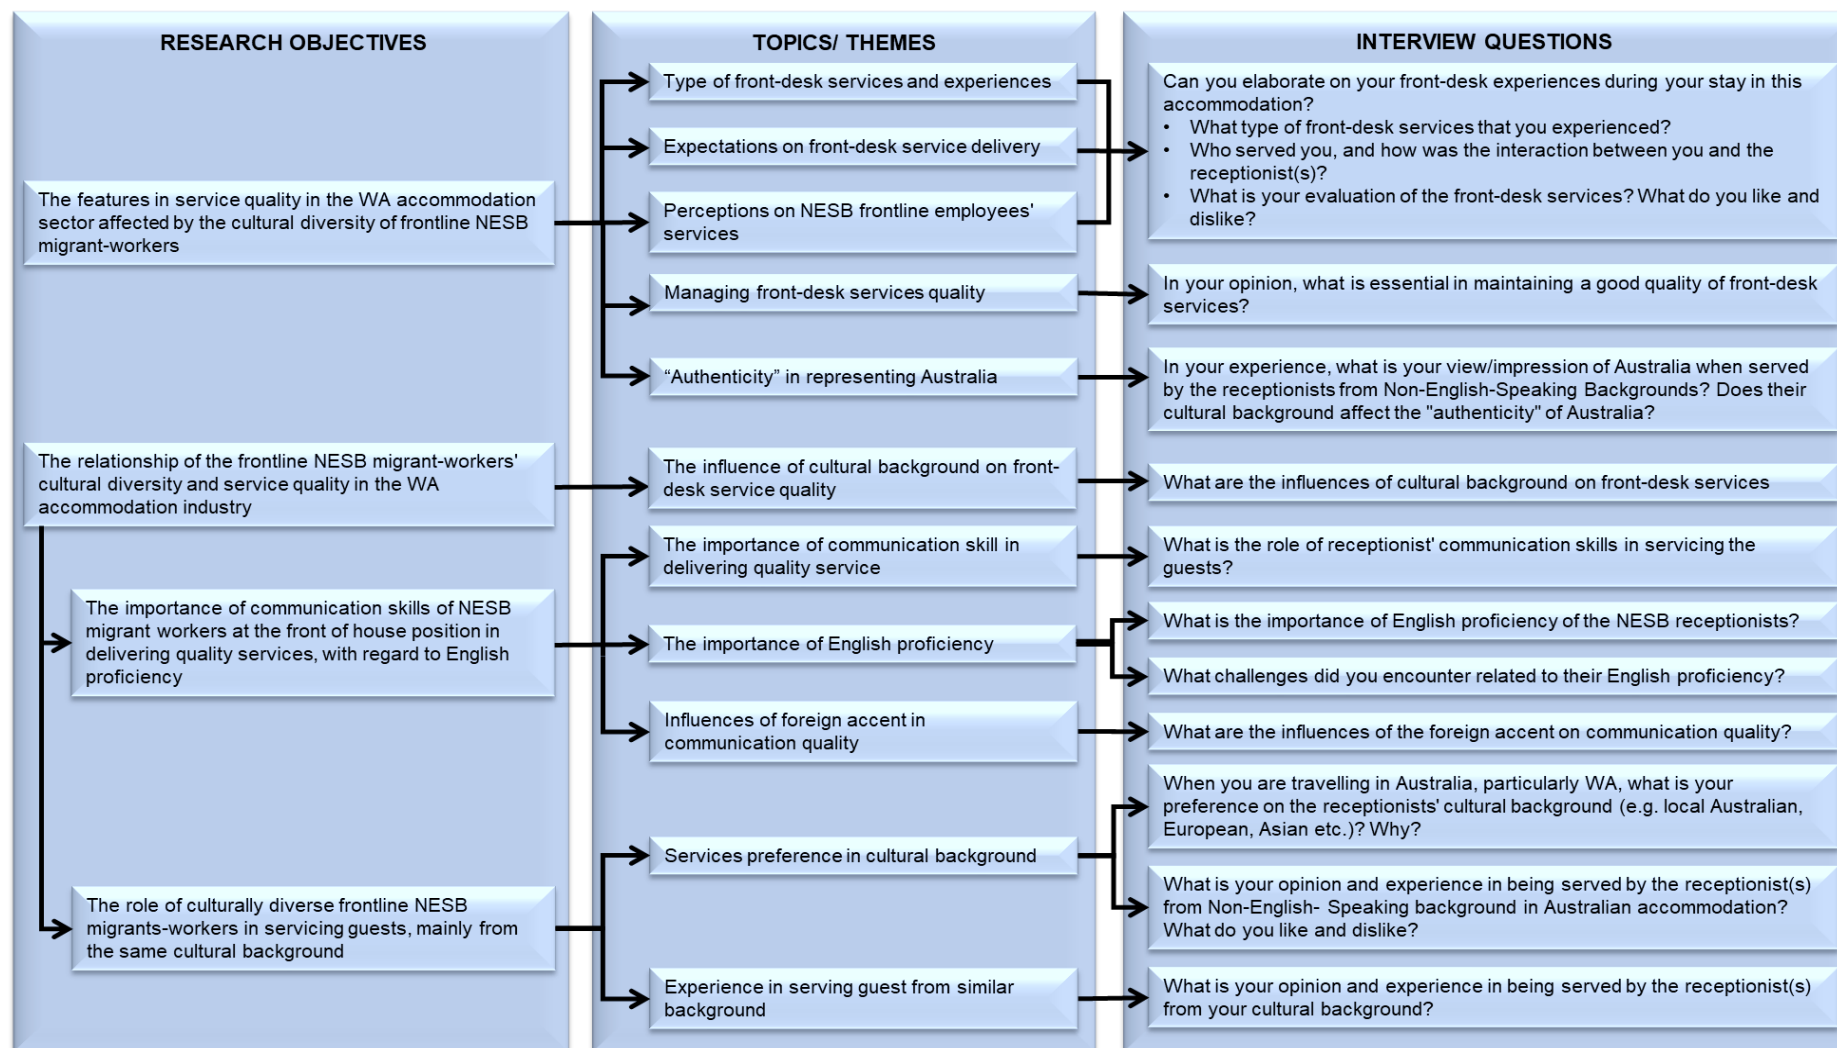 RESEARCH OBJECTIVES
The features in service quality in the WA accommodation
sector affected by the cultural diversity of frontline NESB
migrant-workers
The relationship of the frontline NESB migrant-workers'
cultural diversity and service quality in the WA
accommodation industry
The importance of communication skills of NESB
migrant workers at the front of house position in
delivering quality services, with regard to English
proficiency
The role of culturally diverse frontline NESB
migrants-workers in servicing guests, mainly from
the same cultural background
TOPICS/ THEMES
Type of front-desk services and experiences
Expectations on front-desk service delivery
Perceptions on NESB frontline employees'
services
Managing front-desk services quality
“Authenticity” in representing Australia
The influence of cultural background on front-
desk service quality
The importance of communication skill in
delivering quality service
The importance of English proficiency
Influences of foreign accent in
communication quality
Services preference in cultural background
Experience in serving guest from similar
background
INTERVIEW QUESTIONS
Can you elaborate on your front-desk experiences during your stay in this
accommodation?
• What type of front-desk services that you experienced?
• Who served you, and how was the interaction between you and the
receptionist(s)?
• What is your evaluation of the front-desk services? What do you like and
dislike?
In your opinion, what is essential in maintaining a good quality of front-desk
services?
In your experience, what is your view/impression of Australia when served
by the receptionists from Non-English-Speaking Backgrounds? Does their
cultural background affect the "authenticity" of Australia?
What are the influences of cultural background on front-desk services
What is the role of receptionist' communication skills in servicing the
guests?
What is the importance of English proficiency of the NESB receptionists?
What challenges did you encounter related to their English proficiency?
What are the influences of the foreign accent on communication quality?
When you are travelling in Australia, particularly WA, what is your
preference on the receptionists' cultural background (e.g. local Australian,
European, Asian etc.)? Why?
What is your opinion and experience in being served by the receptionist(s)
from Non-English- Speaking background in Australian accommodation?
What do you like and dislike?
What is your opinion and experience in being served by the receptionist(s)
from your cultural background?